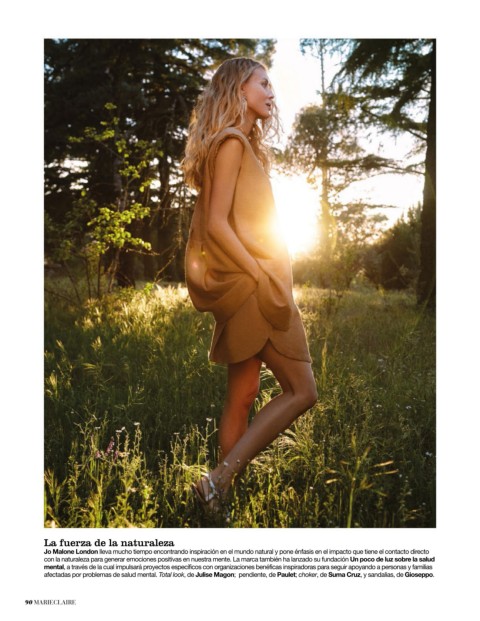 La fuerza de la naturaleza
Jo Malone London lleva mucho tiempo encontrando inspiración en el mundo natural y pone énfasis en el impacto que tiene el contacto directo
con la naturaleza para generar emociones positivas en nuestra mente. La marca también ha lanzado su fundación Un poco de luz sobre la salud
mental, a través de la cual impulsará proyectos específicos con organizaciones benéficas inspiradoras para seguir apoyando a personas y familias
afectadas por problemas de salud mental. Total look, de Julise Magon; pendiente, de Paulet; choker, de Suma Cruz, y sandalias, de Gioseppo.
90 MARIECLAIRE